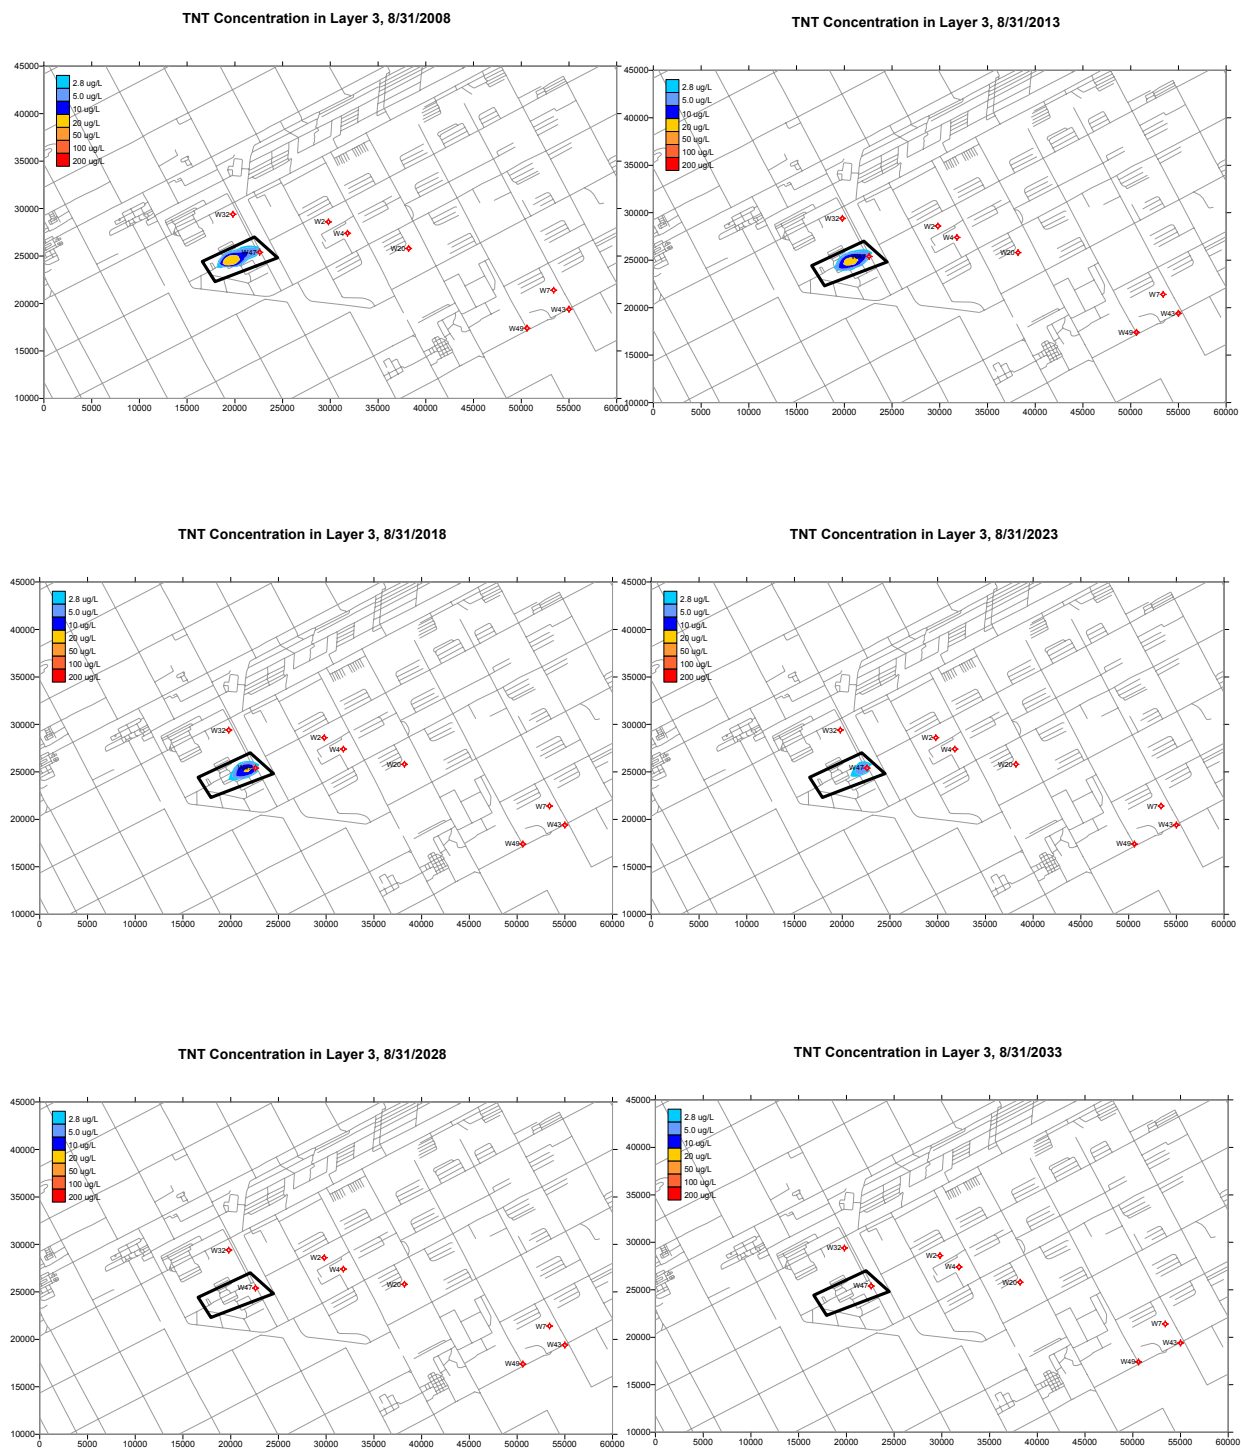 TNT Concentration in Layer 3, 8/31/2008
45000
40000
35000
30000
25000
20000
15000
10000
0 5000 10000 15000 20000 25000 30000 35000 40000 45000 50000 55000 60000
2.8 ug/L
5.0 ug/L
10 ug/L
20 ug/L
50 ug/L
100 ug/L
200 ug/L
W32
W2
W4
W47
W20
W7
W43
W49
TNT Concentration in Layer 3, 8/31/2013
45000
40000
35000
30000
25000
20000
15000
10000
0 5000 10000 15000 20000 25000 30000 35000 40000 45000 50000 55000 60000
2.8 ug/L
5.0 ug/L
10 ug/L
20 ug/L
50 ug/L
100 ug/L
200 ug/L
W32
W2
W4
W20
W7
W43
W49
TNT Concentration in Layer 3, 8/31/2018
45000
40000
35000
30000
25000
20000
15000
10000
0 5000 10000 15000 20000 25000 30000 35000 40000 45000 50000 55000 60000
2.8 ug/L
5.0 ug/L
10 ug/L
20 ug/L
50 ug/L
100 ug/L
200 ug/L
W32
W2
W4
W20
W7
W43
W49
TNT Concentration in Layer 3, 8/31/2023
45000
40000
35000
30000
25000
20000
15000
10000
0 5000 10000 15000 20000 25000 30000 35000 40000 45000 50000 55000 60000
2.8 ug/L
5.0 ug/L
10 ug/L
20 ug/L
50 ug/L
100 ug/L
200 ug/L
W32
W2
W4
W47
W20
W7
W43
W49
TNT Concentration in Layer 3, 8/31/2028
45000
40000
35000
30000
25000
20000
15000
10000
0 5000 10000 15000 20000 25000 30000 35000 40000 45000 50000 55000 60000
2.8 ug/L
5.0 ug/L
10 ug/L
20 ug/L
50 ug/L
100 ug/L
200 ug/L
W32
W2
W4
W47
W20
W7
W43
W49
TNT Concentration in Layer 3, 8/31/2033
45000
40000
35000
30000
25000
20000
15000
10000
0 5000 10000 15000 20000 25000 30000 35000 40000 45000 50000 55000 60000
2.8 ug/L
5.0 ug/L
10 ug/L
20 ug/L
50 ug/L
100 ug/L
200 ug/L
W32
W2
W4
W47
W20
W7
W43
W49